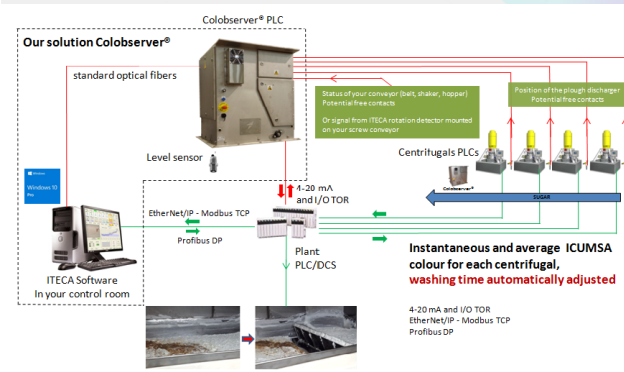 Colobserver® PLC
Our solution Colobserver®
standard optical fibers
Status of your conveyor (belt, shaker, hopper)
Potential free contacts
Or signal from ITECA rotation detector mounted
on your screw conveyor
Position of the plough discharger
Potential free contacts
Centrifugals PLCs
Level sensor
Windows
Windows 10
Pro
Colobserver®
SUGAR
4-20 mA
and I/O TOR
EtherNet/IP - Modbus TCP
Profibus DP
Plant
PLC/DCS
ITECA Software
In your control room
Instantaneous and average ICUMSA
colour for each centrifugal,
washing time automatically adjusted
4-20 mA and I/O TOR
EtherNet/IP - Modbus TCP
Profibus DP